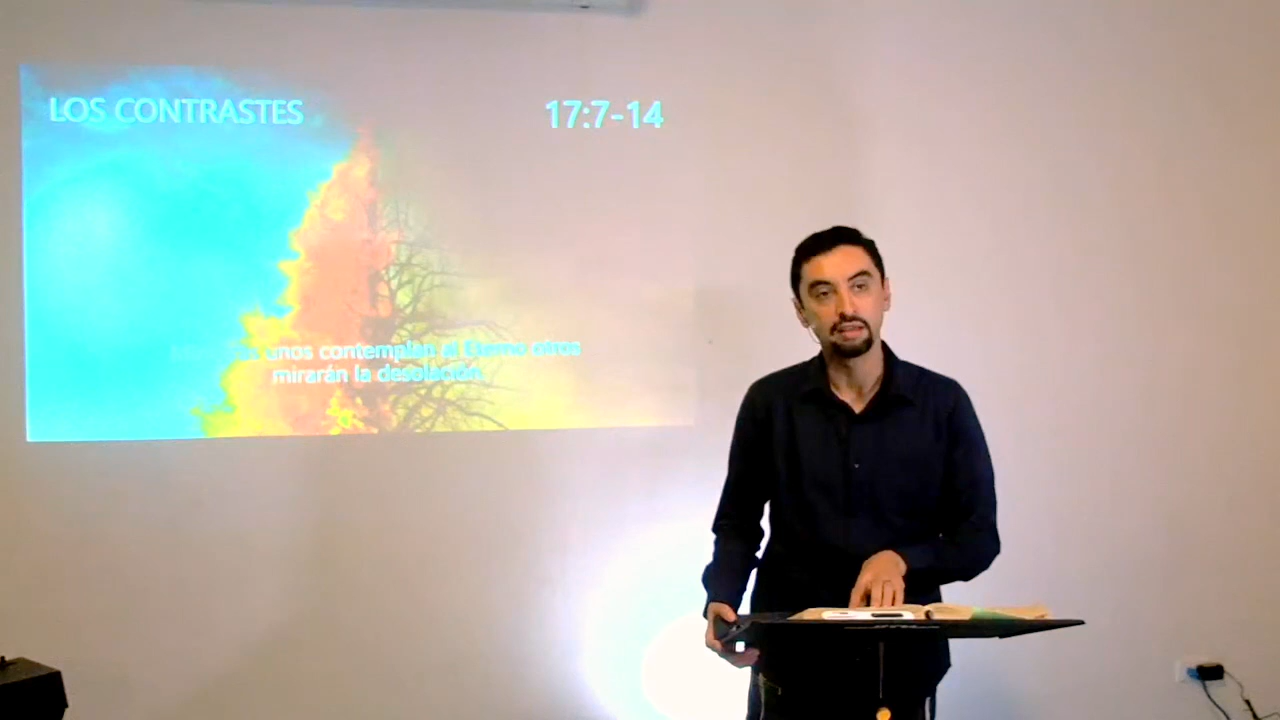 LOS CONTRASTES
17:7-14
unos contemplan al Eterno otros
mirarán la desolación